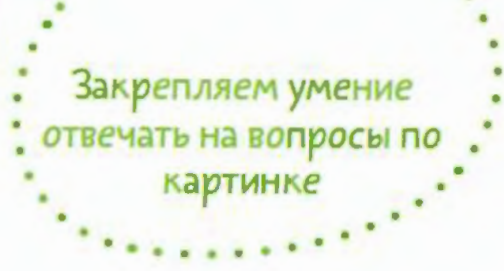 Закрепляем умение
отвечать на вопросы по
картинке